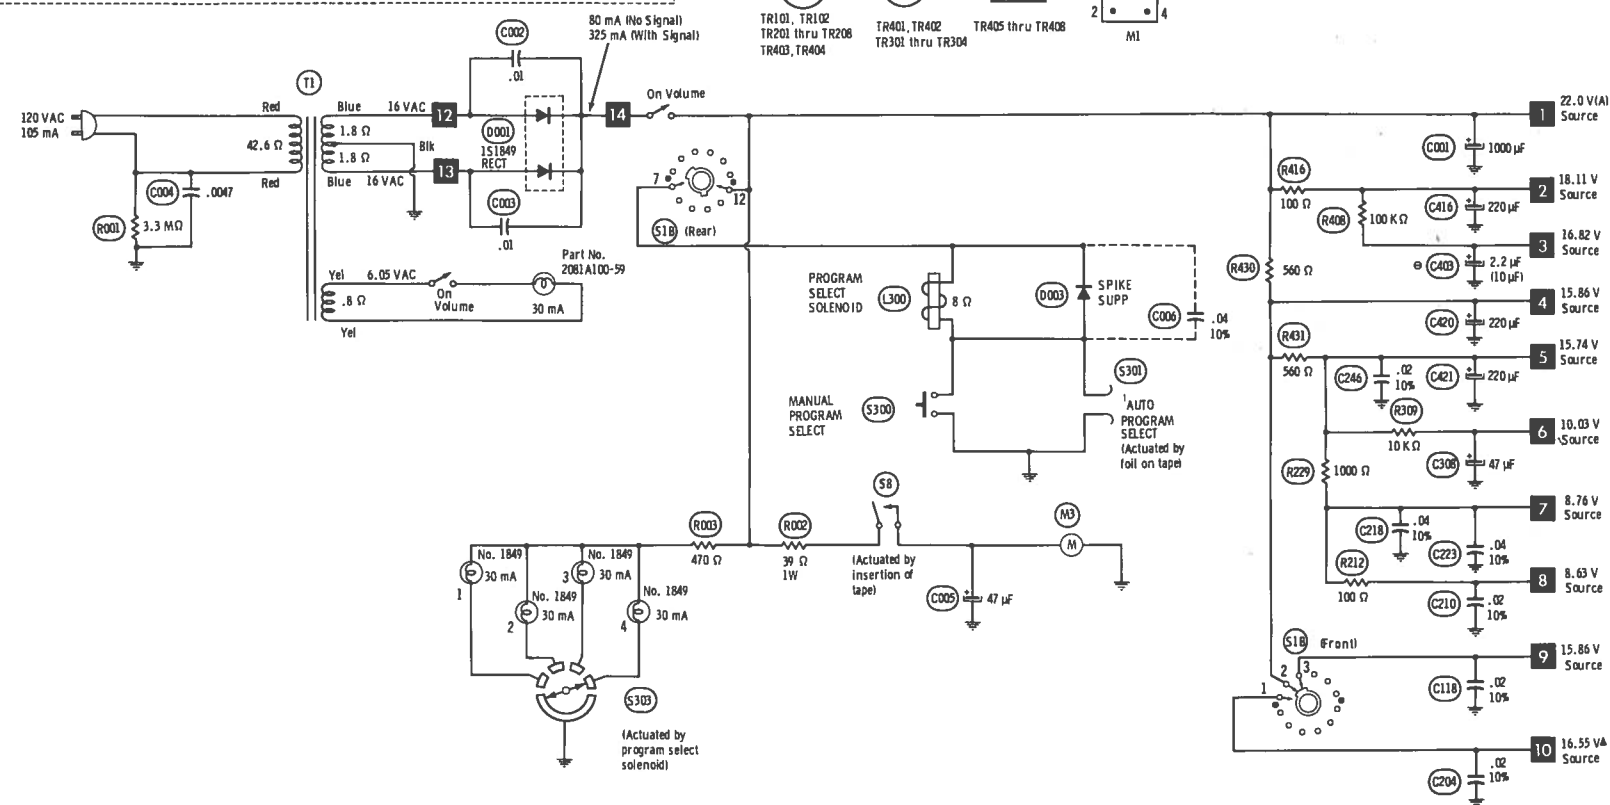 TR101, TR102
TR201 thru TR208
TR403, TR404
TR401, TR402
TR301 thru TR304
TR405 thru TR408
2
4
M1
80 mA (No Signal)
325 mA (With Signal)
C002
.01
T1
120 VAC
105 mA
Red
42.6 Ω
Red
Blue
16 VAC
12
1.8 Ω
Blk
1.8 Ω
Blue
16 VAC
13
D001
1S1849
RECT
C003
.01
14
On Volume
C004
.0047
R001
3.3 MΩ
Yel
6.05 VAC
On
Volume
.8 Ω
Yel
Part No.
2081A100-59
30 mA
7
12
S1B (Rear)
PROGRAM
SELECT
SOLENOID
L300
8 Ω
D003
SPIKE
SUPP
C006
.04
10%
MANUAL
PROGRAM
SELECT
S300
S301
1AUTO
PROGRAM
SELECT
(Actuated by
foil on tape)
R003
470 Ω
R002
39 Ω
1W
S8
(Actuated by
insertion of
tape)
C005
47 µF
M3
M
No. 1849
30 mA
1
No. 1849
30 mA
2
No. 1849
30 mA
3
No. 1849
30 mA
4
S303
(Actuated by
program select
solenoid)
1
22.0 V(A)
Source
C001
1000 µF
R416
100 Ω
2
18.11 V
Source
R408
100 KΩ
C416
220 µF
3
16.82 V
Source
R430
560 Ω
⊖ C403
2.2 µF
(10 µF)
4
15.86 V
Source
C420
220 µF
R431
560 Ω
5
15.74 V
Source
C246
.02
10%
C421
220 µF
R309
10 KΩ
6
10.03 V
Source
C308
47 µF
R229
1000 Ω
7
8.76 V
Source
C218
.04
10%
C223
.04
10%
R212
100 Ω
8
8.63 V
Source
C210
.02
10%
S1B (Front)
1
2
3
9
15.86 V
Source
C118
.02
10%
10
16.55 V▲
Source
C204
.02
10%